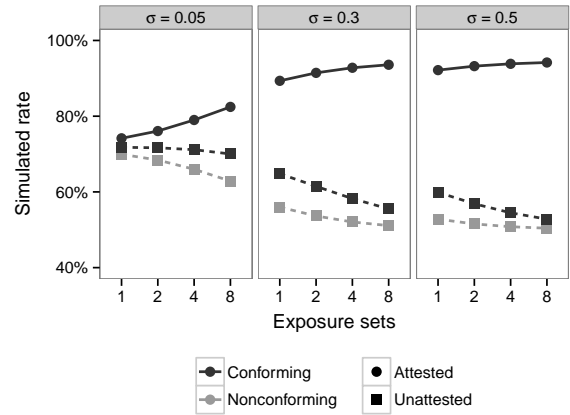 σ = 0.05 σ = 0.3 σ = 0.5
100%
80%
60%
40%
Simulated rate
1 2 4 8 1 2 4 8 1 2 4 8
Exposure sets
Conforming Attested
Nonconforming Unattested